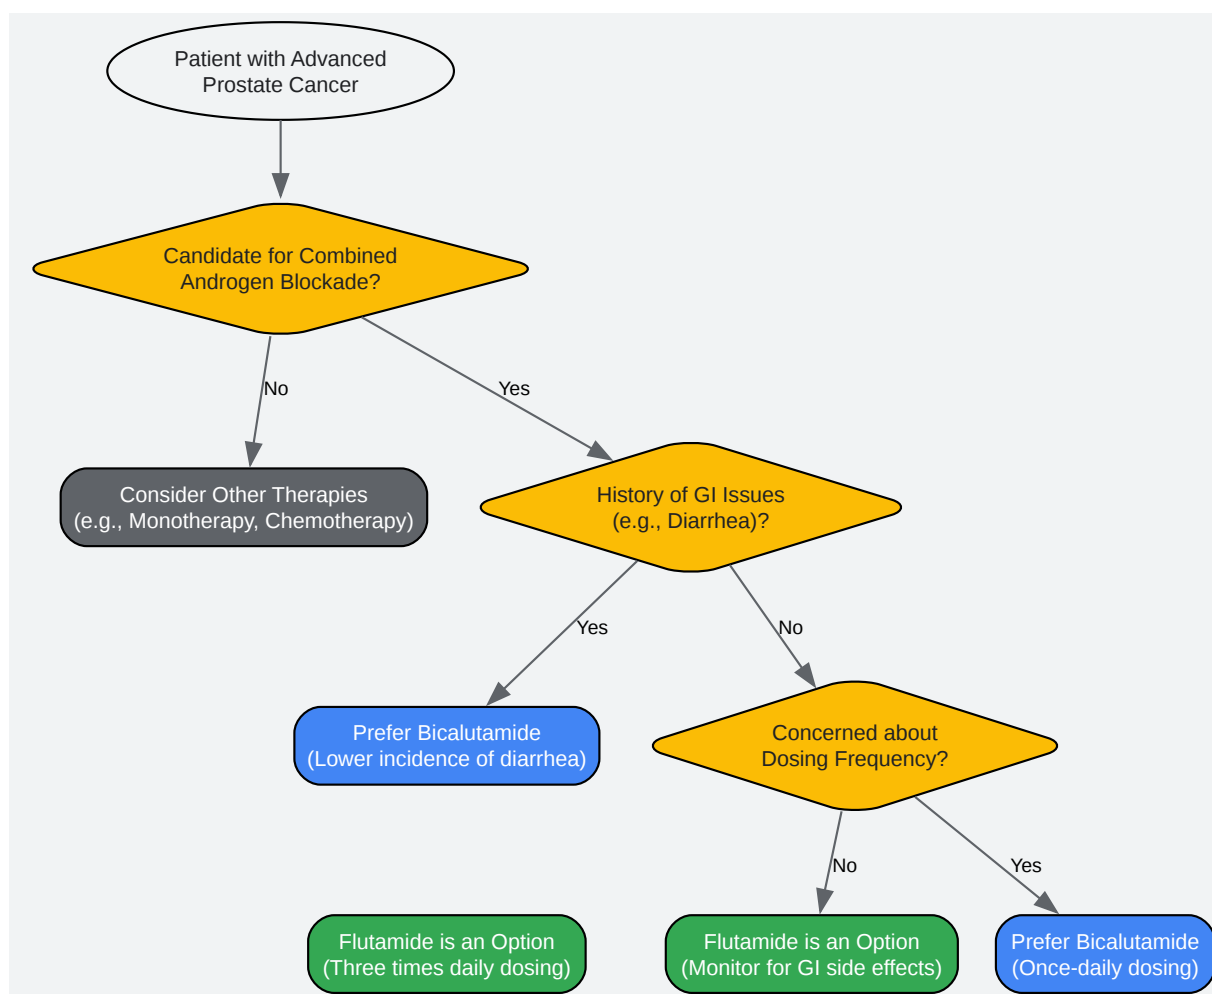 Patient with Advanced
Prostate Cancer
Candidate for Combined
Androgen Blockade?
No
Yes
Consider Other Therapies
(e.g., Monotherapy, Chemotherapy)
History of GI Issues
(e.g., Diarrhea)?
Yes
No
Prefer Bicalutamide
(Lower incidence of diarrhea)
Concerned about
Dosing Frequency?
No
Yes
Flutamide is an Option
(Three times daily dosing)
Flutamide is an Option
(Monitor for GI side effects)
Prefer Bicalutamide
(Once-daily dosing)